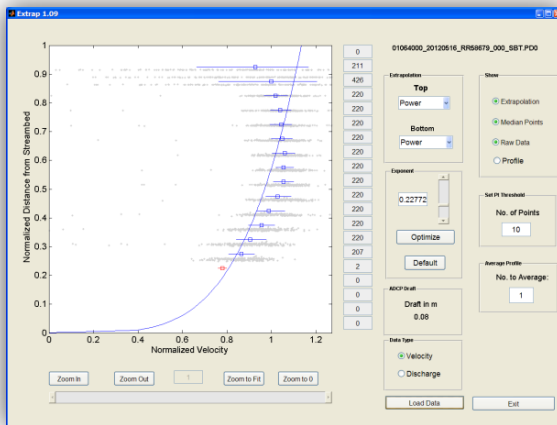 Extrap 1.09
01064000_20120516_RR58679_000_SBT.PD0
1
0.9
0.8
0.7
0.6
0.5
0.4
0.3
0.2
0.1
0
0
0.2
0.4
0.6
0.8
1
1.2
Normalized Distance from Streambed
Normalized Velocity
0
211
426
220
220
220
220
220
220
220
220
220
220
207
2
0
0
0
0
Extrapolation
Top
Power
Bottom
Power
Exponent
0.22772
Optimize
Default
ADCP Draft
Draft in m
0.08
Data Type
Velocity
Discharge
Show
Extrapolation
Median Points
Raw Data
Profile
Set Pt Threshold
No. of Points
10
Average Profile
No. to Average:
1
Zoom In
Zoom Out
1
Zoom to Fit
Zoom to 0
Load Data
Exit